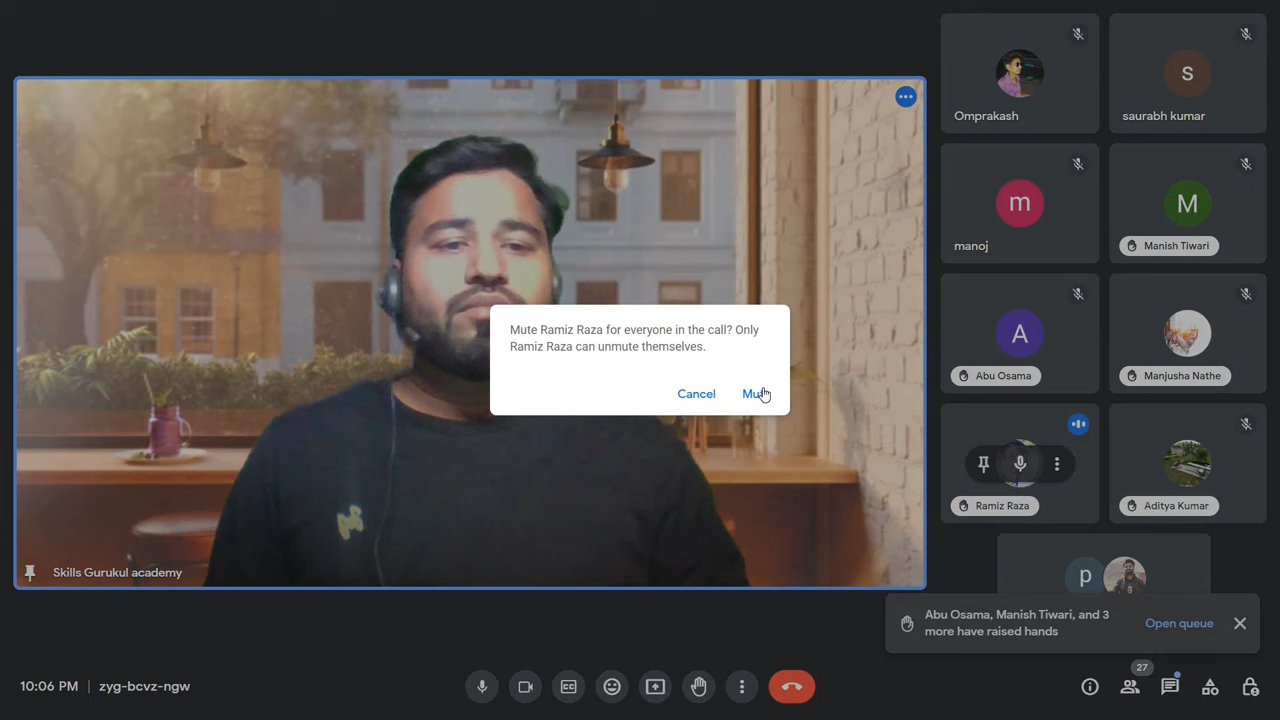 Omprakash
s
saurabh kumar
m
manoj
M
Manish Tiwari
A
Abu Osama
Manjusha Nathe
Ramiz Raza
Aditya Kumar
p
Mute Ramiz Raza for everyone in the call? Only
Ramiz Raza can unmute themselves.
Cancel
Skills Gurukul academy
Abu Osama, Manish Tiwari, and 3
more have raised hands
Open queue
10:06 PM | zyg-bcvz-ngw
CC
27